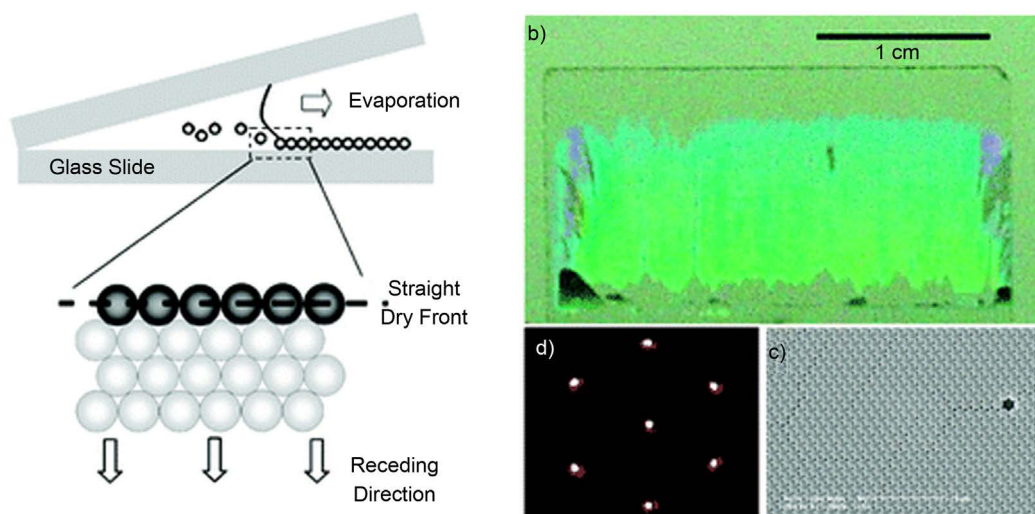 Evaporation
Glass Slide
Straight
Dry Front
Receding
Direction
b)
1 cm
d)
c)